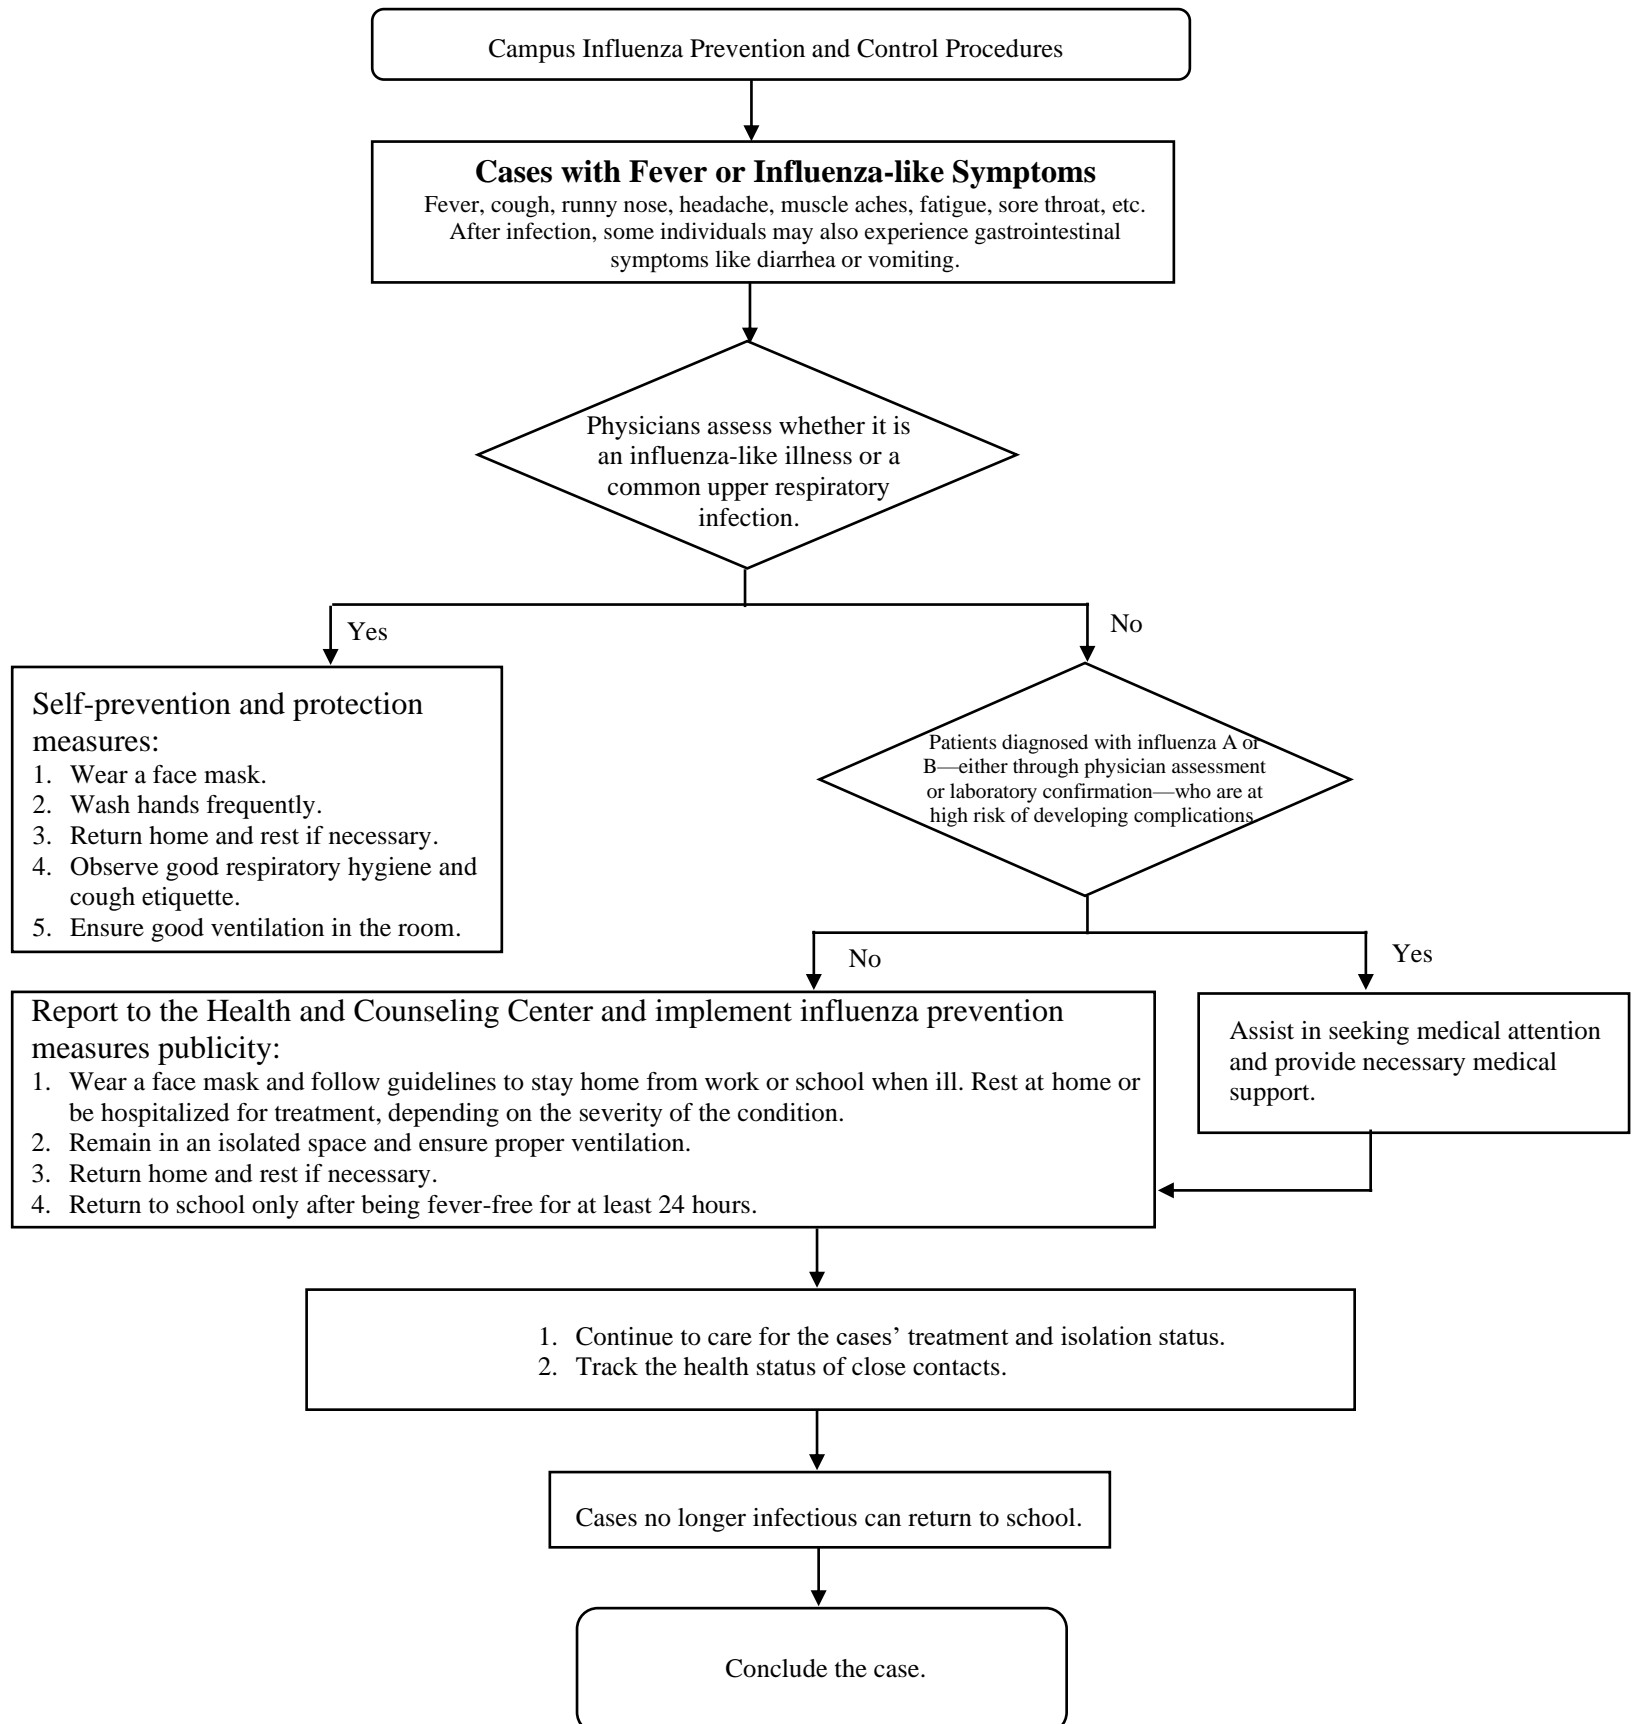 Campus Influenza Prevention and Control Procedures
Cases with Fever or Influenza-like Symptoms
Fever, cough, runny nose, headache, muscle aches, fatigue, sore throat, etc.
After infection, some individuals may also experience gastrointestinal
symptoms like diarrhea or vomiting.
Physicians assess whether it is
an influenza-like illness or a
common upper respiratory
infection.
Yes
No
Self-prevention and protection
measures:
1. Wear a face mask.
2. Wash hands frequently.
3. Return home and rest if necessary.
4. Observe good respiratory hygiene and
cough etiquette.
5. Ensure good ventilation in the room.
Patients diagnosed with influenza A or
B—either through physician assessment
or laboratory confirmation—who are at
high risk of developing complications.
No
Yes
Report to the Health and Counseling Center and implement influenza prevention
measures publicity:
1. Wear a face mask and follow guidelines to stay home from work or school when ill. Rest at home or
be hospitalized for treatment, depending on the severity of the condition.
2. Remain in an isolated space and ensure proper ventilation.
3. Return home and rest if necessary.
4. Return to school only after being fever-free for at least 24 hours.
Assist in seeking medical attention
and provide necessary medical
support.
1. Continue to care for the cases’ treatment and isolation status.
2. Track the health status of close contacts.
Cases no longer infectious can return to school.
Conclude the case.